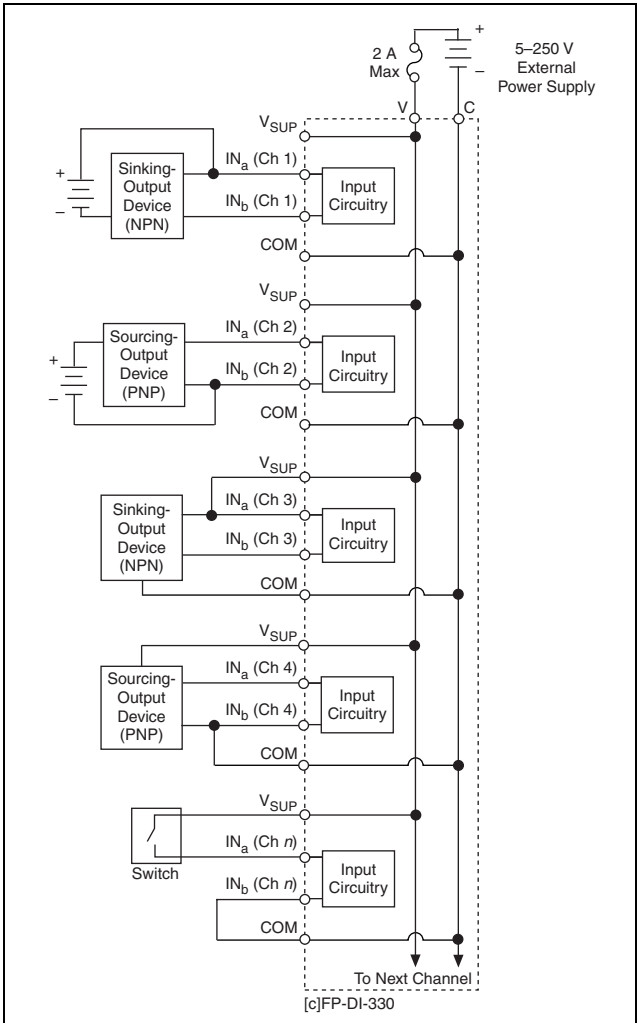 2 A
Max
+
–
5–250 V
External
Power Supply
V
C
V_SUP
IN_a (Ch 1)
IN_b (Ch 1)
COM
+
–
Sinking-
Output
Device
(NPN)
Input
Circuitry
V_SUP
IN_a (Ch 2)
IN_b (Ch 2)
COM
+
–
Sourcing-
Output
Device
(PNP)
Input
Circuitry
V_SUP
IN_a (Ch 3)
IN_b (Ch 3)
COM
Sinking-
Output
Device
(NPN)
Input
Circuitry
V_SUP
IN_a (Ch 4)
IN_b (Ch 4)
COM
Sourcing-
Output
Device
(PNP)
Input
Circuitry
V_SUP
IN_a (Ch n)
IN_b (Ch n)
COM
Switch
Input
Circuitry
To Next Channel
[c]FP-DI-330